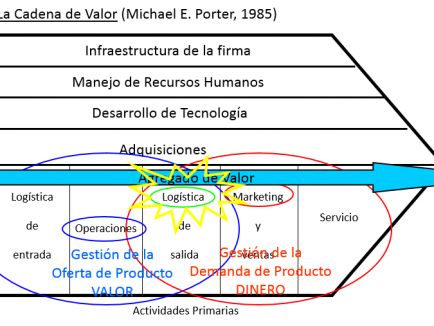 La Cadena de Valor (Michael E. Porter, 1985)
Infraestructura de la firma
Manejo de Recursos Humanos
Desarrollo de Tecnología
Adquisiciones
Agregado de Valor
Logística
de
entrada
Operaciones
Logística
de
salida
Marketing
y
ventas
Servicio
Gestión de la
Oferta de Producto
VALOR
Gestión de la
Demanda de Producto
DINERO
Actividades Primarias